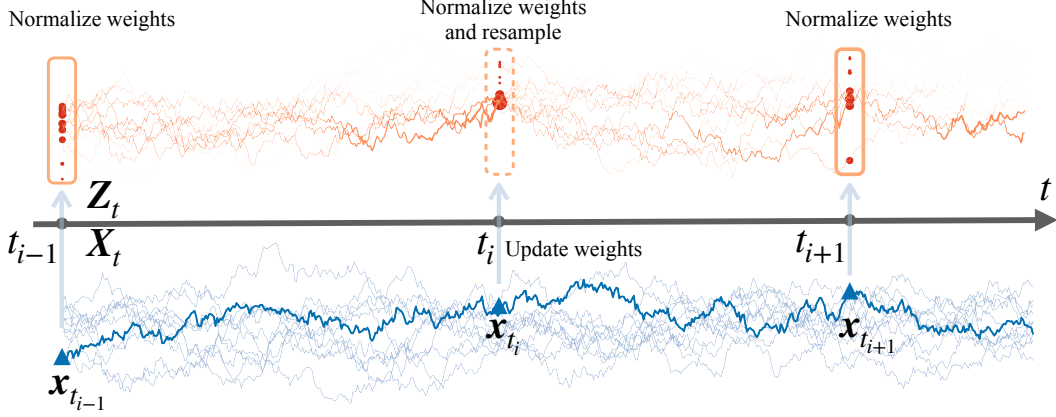 Normalize weights
Normalize weights
and resample
Normalize weights
Z_t
t
t_{i−1}
X_t
t_i
Update weights
t_{i+1}
x_{t_i}
x_{t_{i+1}}
x_{t_{i−1}}